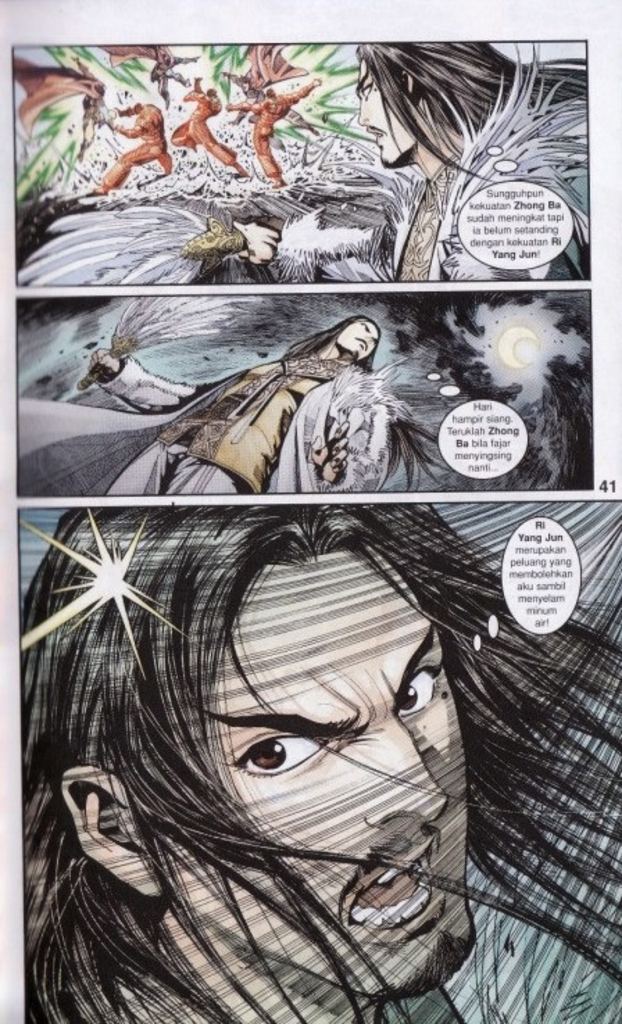 Sungguhpun
kekuatan Zhong Ba
sudah meningkat tapi
ia belum setanding
dengan kekuatan Ri
Yang Jun!
Hari
hampir siang.
Teruklah Zhong
Ba bila fajar
menyingsing
nanti...
41
Ri
Yang Jun
merupakan
peluang yang
membolehkan
aku sambil
menyelam
minum
air!